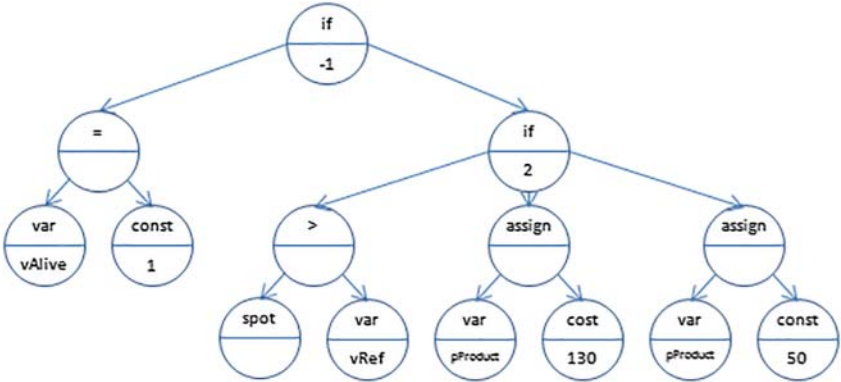 if
-1
= if
2
var const > assign assign
vAlive 1
spot var var cost var const
vRef pProduct 130 pProduct 50